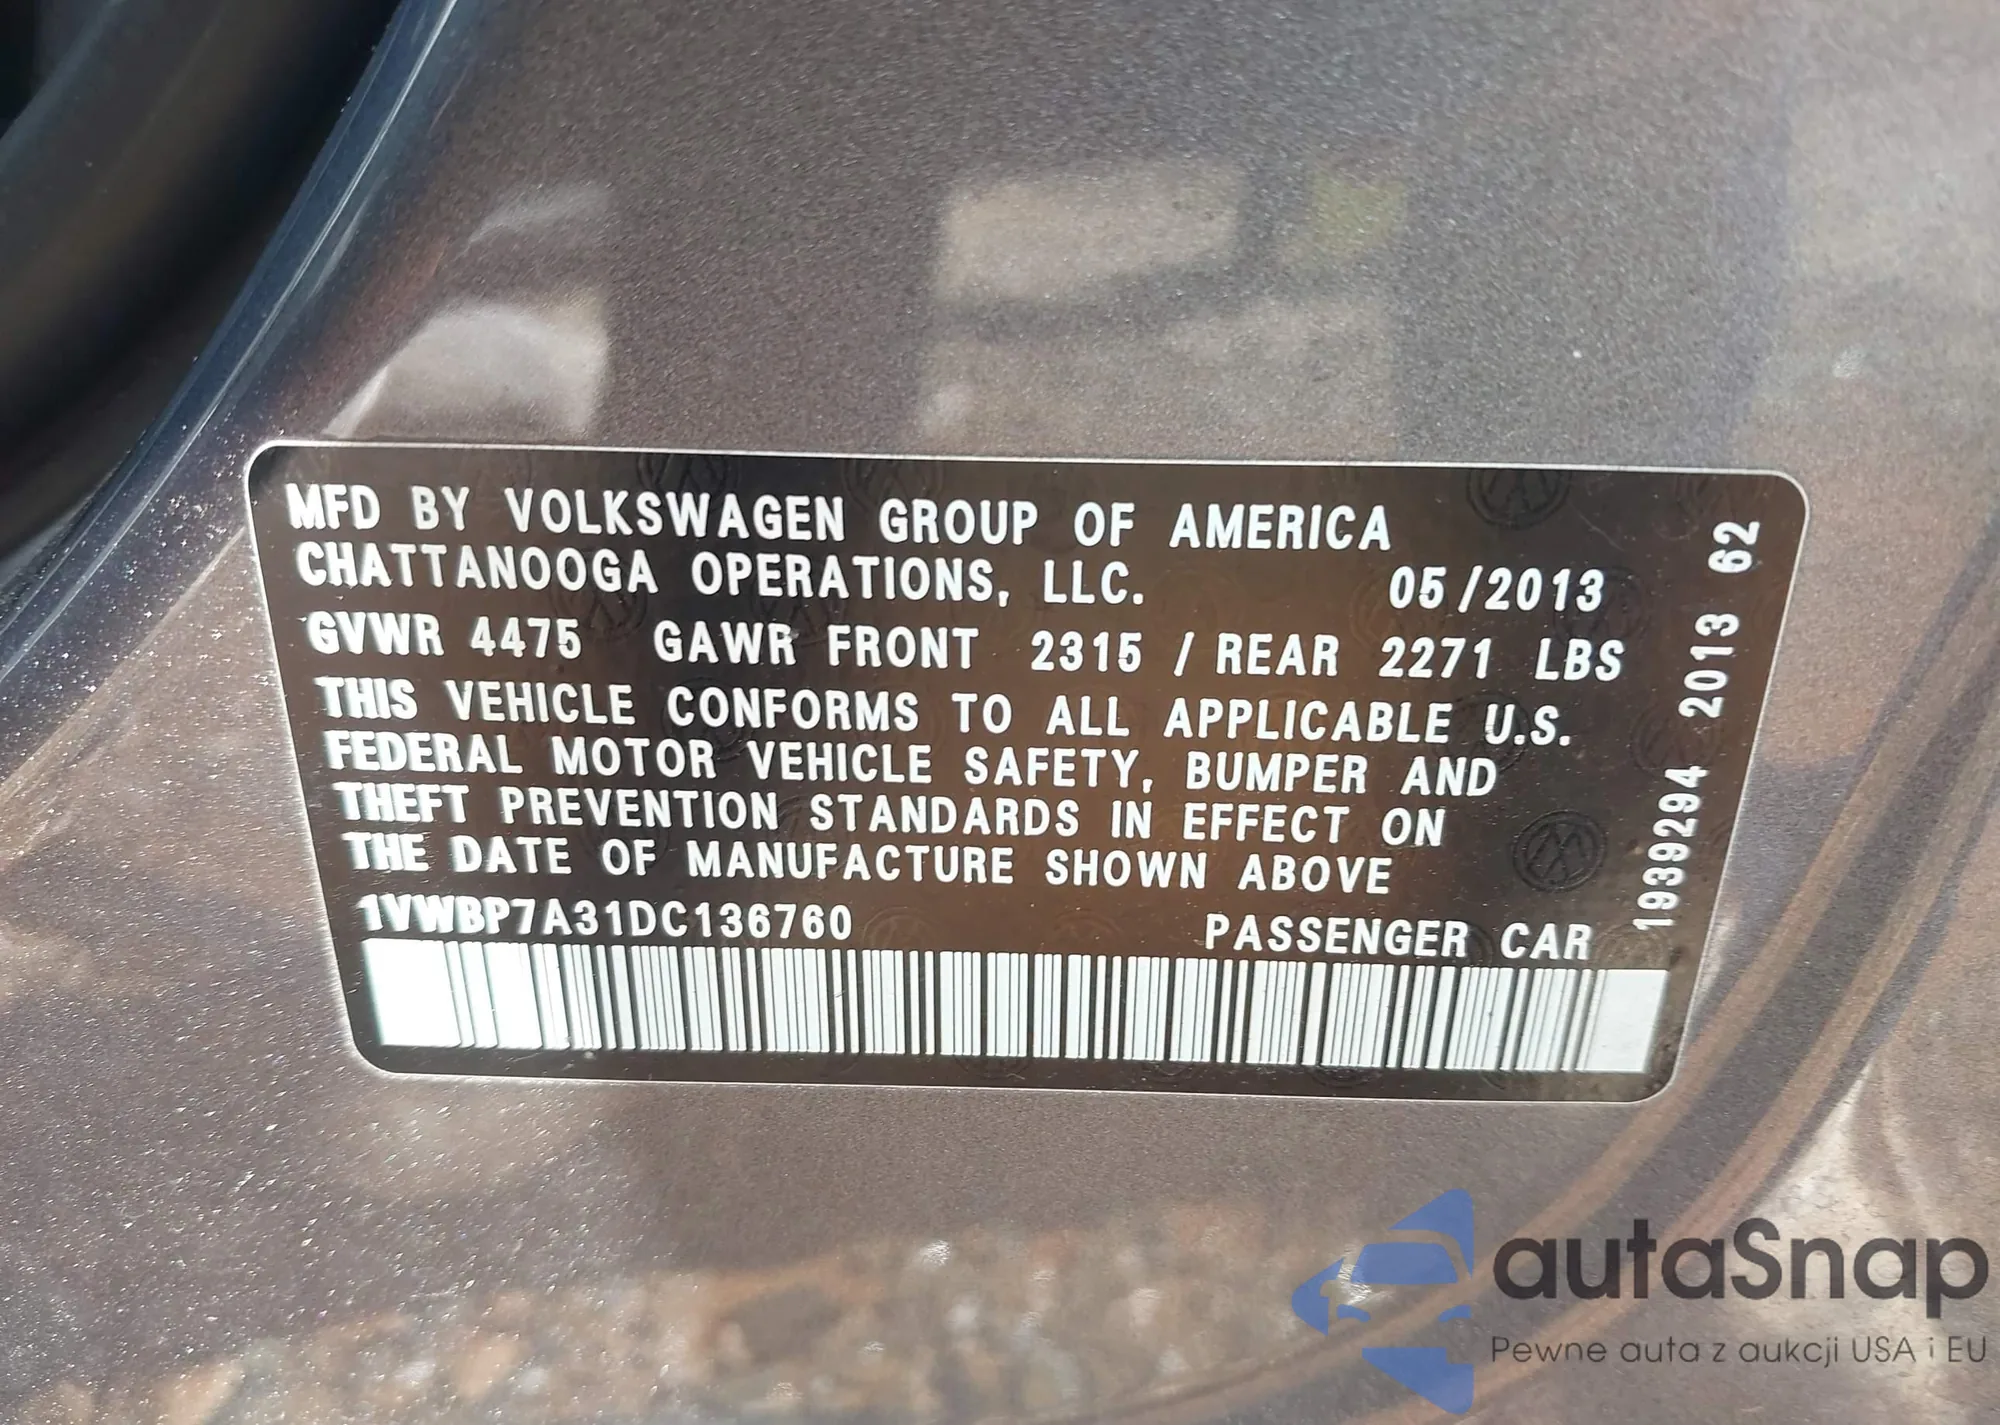 MFD BY VOLKSWAGEN GROUP OF AMERICA
CHATTANOOGA OPERATIONS, LLC. 05/2013
GVWR 4475 GAWR FRONT 2315 / REAR 2271 LBS
THIS VEHICLE CONFORMS TO ALL APPLICABLE U.S.
FEDERAL MOTOR VEHICLE SAFETY, BUMPER AND
THEFT PREVENTION STANDARDS IN EFFECT ON
THE DATE OF MANUFACTURE SHOWN ABOVE
1VWBP7A31DC136760 PASSENGER CAR
1939294 2013 62
autaSnap
Pewne auta z aukcji USA i EU